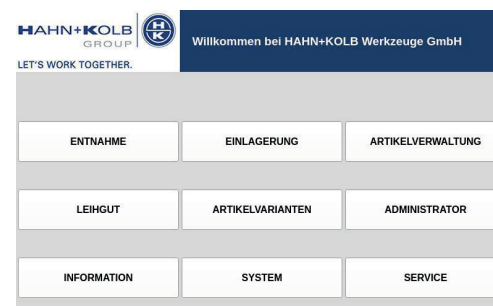 HAHN+KOLB
GROUP
HK
LET'S WORK TOGETHER.
Willkommen bei HAHN+KOLB Werkzeuge GmbH
ENTNAHME
EINLAGERUNG
ARTIKELVERWALTUNG
LEIHGUT
ARTIKELVARIANTEN
ADMINISTRATOR
INFORMATION
SYSTEM
SERVICE